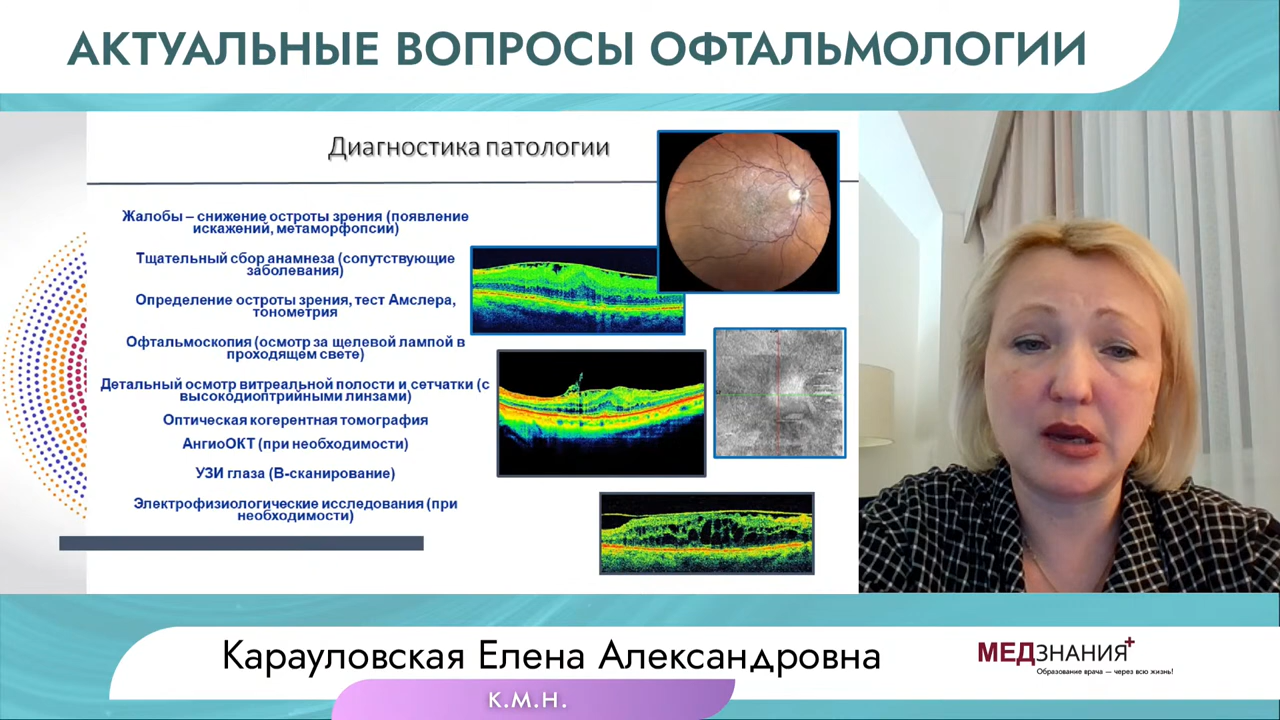 АКТУАЛЬНЫЕ ВОПРОСЫ ОФТАЛЬМОЛОГИИ
Диагностика патологии
Жалобы – снижение остроты зрения (появление
искажений, метаморфопсии)
Тщательный сбор анамнеза (сопутствующие
заболевания)
Определение остроты зрения, тест Амслера,
тонометрия
Офтальмоскопия (осмотр за щелевой лампой в
проходящем свете)
Детальный осмотр витреальной полости и сетчатки (с
высокодиоптрийными линзами)
Оптическая когерентная томография
АнгиоОКТ (при необходимости)
УЗИ глаза (В-сканирование)
Электрофизиологические исследования (при
необходимости)
Карауловская Елена Александровна
к.м.н.
МЕДЗНАНИЯ+
Образование врача — через всю жизнь!